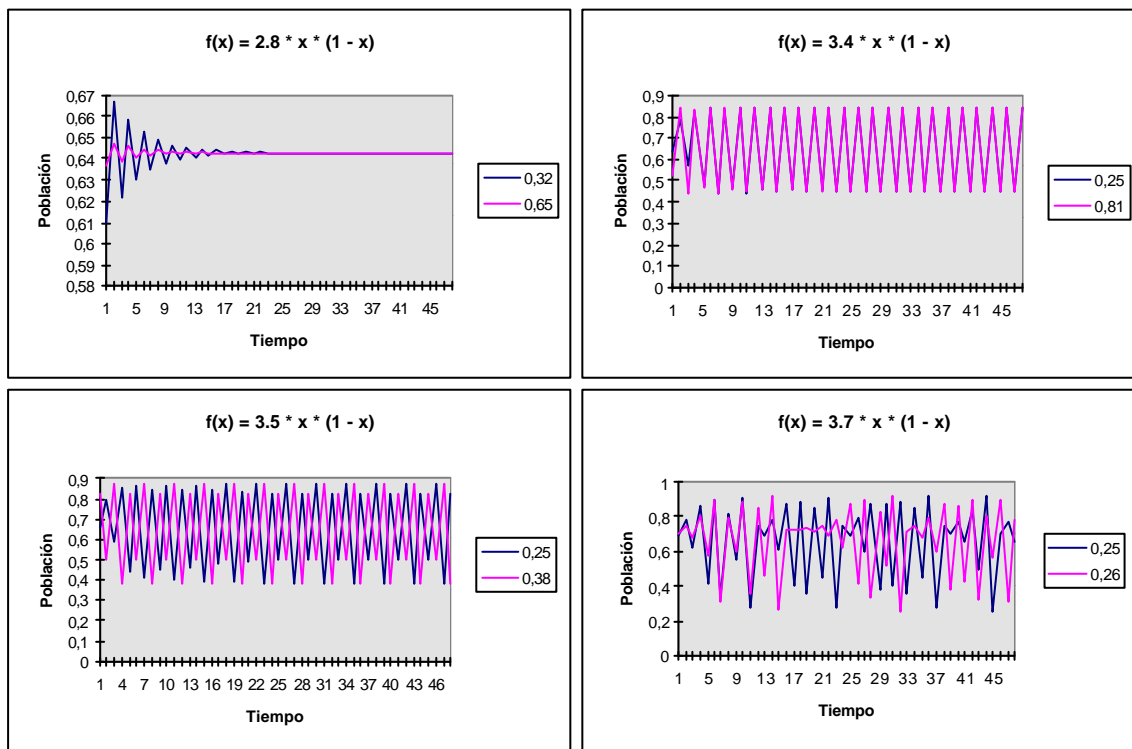 f(x) = 2.8 * x * (1 - x)
0,67
0,66
0,65
0,64
0,63
0,62
0,61
0,6
0,59
0,58
Población
1 5 9 13 17 21 25 29 33 37 41 45
Tiempo
0,32
0,65
f(x) = 3.4 * x * (1 - x)
0,9
0,8
0,7
0,6
0,5
0,4
0,3
0,2
0,1
0
Población
1 5 9 13 17 21 25 29 33 37 41 45
Tiempo
0,25
0,81
f(x) = 3.5 * x * (1 - x)
0,9
0,8
0,7
0,6
0,5
0,4
0,3
0,2
0,1
0
Población
1 4 7 10 13 16 19 22 25 28 31 34 37 40 43 46
Tiempo
0,25
0,38
f(x) = 3.7 * x * (1 - x)
1
0,8
0,6
0,4
0,2
0
Población
1 5 9 13 17 21 25 29 33 37 41 45
Tiempo
0,25
0,26